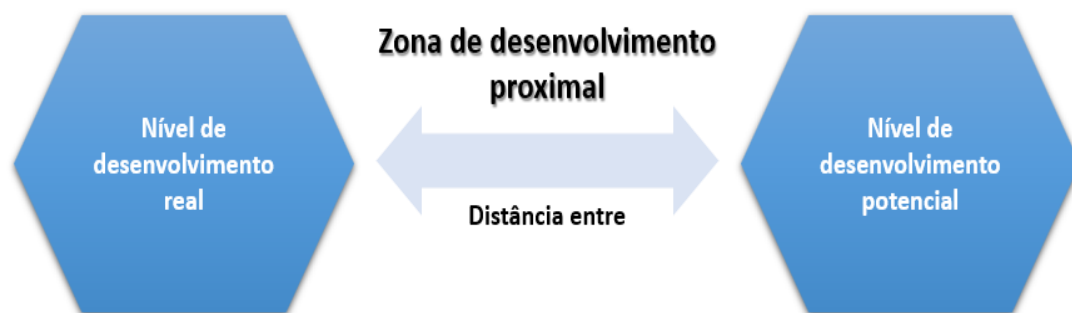 Zona de desenvolvimento
proximal
Nível de
desenvolvimento
real
Distância entre
Nível de
desenvolvimento
potencial